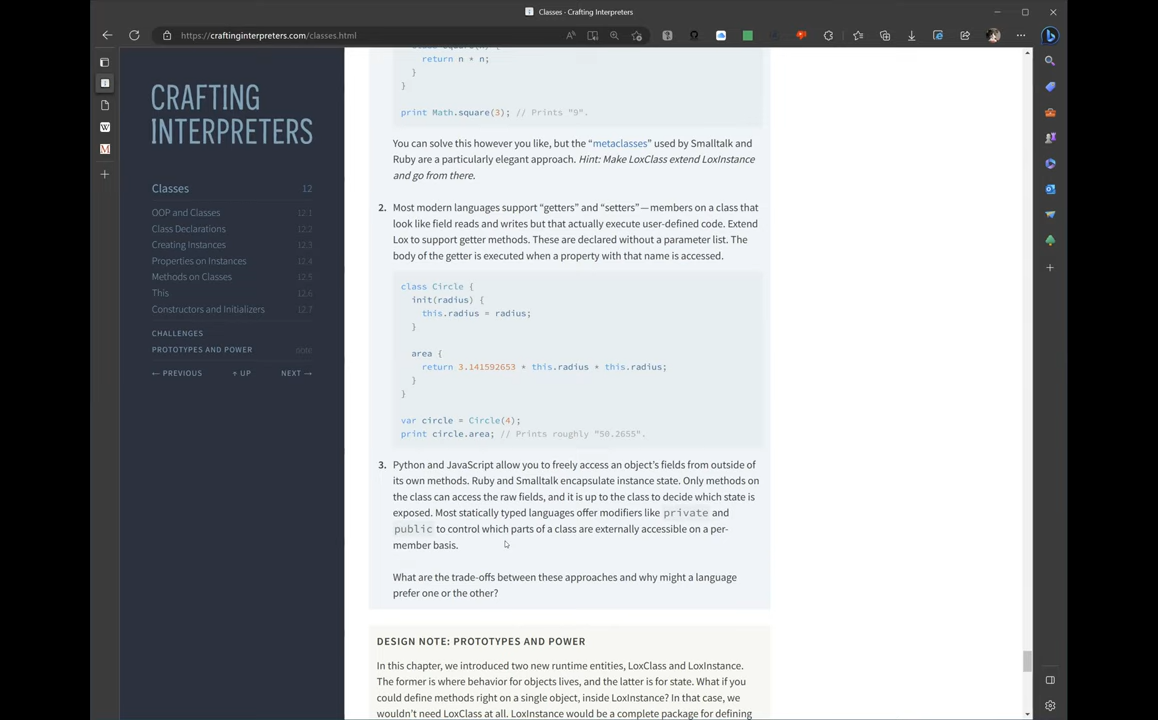 Classes - Crafting Interpreters
https://craftinginterpreters.com/classes.html
CRAFTING
INTERPRETERS
Classes 12
OOP and Classes 12.1
Class Declarations 12.2
Creating Instances 12.3
Properties on Instances 12.4
Methods on Classes 12.5
This 12.6
Constructors and Initializers 12.7
CHALLENGES
PROTOTYPES AND POWER NOTE
← PREVIOUS ↑ UP NEXT →
return n * n;
}
}
print Math.square(3); // Prints "9".
You can solve this however you like, but the “metaclasses” used by Smalltalk and
Ruby are a particularly elegant approach. Hint: Make LoxClass extend LoxInstance
and go from there.
2. Most modern languages support “getters” and “setters”—members on a class that
look like field reads and writes but that actually execute user-defined code. Extend
Lox to support getter methods. These are declared without a parameter list. The
body of the getter is executed when a property with that name is accessed.
class Circle {
init(radius) {
this.radius = radius;
}
area {
return 3.141592653 * this.radius * this.radius;
}
}
var circle = Circle(4);
print circle.area; // Prints roughly "50.2655".
3. Python and JavaScript allow you to freely access an object’s fields from outside of
its own methods. Ruby and Smalltalk encapsulate instance state. Only methods on
the class can access the raw fields, and it is up to the class to decide which state is
exposed. Most statically typed languages offer modifiers like private and
public to control which parts of a class are externally accessible on a per-
member basis.
What are the trade-offs between these approaches and why might a language
prefer one or the other?
DESIGN NOTE: PROTOTYPES AND POWER
In this chapter, we introduced two new runtime entities, LoxClass and LoxInstance.
The former is where behavior for objects lives, and the latter is for state. What if you
could define methods right on a single object, inside LoxInstance? In that case, we
wouldn’t need LoxClass at all. LoxInstance would be a complete package for defining